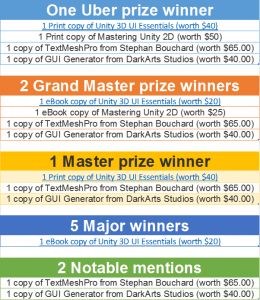 One Uber prize winner
1 Print copy of Unity 3D UI Essentials (worth $40)
1 Print copy of Mastering Unity 2D (worth $50)
1 copy of TextMeshPro from Stephan Bouchard (worth $65.00)
1 copy of GUI Generator from DarkArts Studios (worth $40.00)
2 Grand Master prize winners
1 eBook copy of Unity 3D UI Essentials (worth $20)
1 eBook copy of Mastering Unity 2D (worth $25)
1 copy of TextMeshPro from Stephan Bouchard (worth $65.00)
1 copy of GUI Generator from DarkArts Studios (worth $40.00)
1 Master prize winner
1 Print copy of Unity 3D UI Essentials (worth $40)
1 copy of TextMeshPro from Stephan Bouchard (worth $65.00)
1 copy of GUI Generator from DarkArts Studios (worth $40.00)
5 Major winners
1 eBook copy of Unity 3D UI Essentials (worth $20)
2 Notable mentions
1 copy of TextMeshPro from Stephan Bouchard (worth $65.00)
1 copy of GUI Generator from DarkArts Studios (worth $40.00)